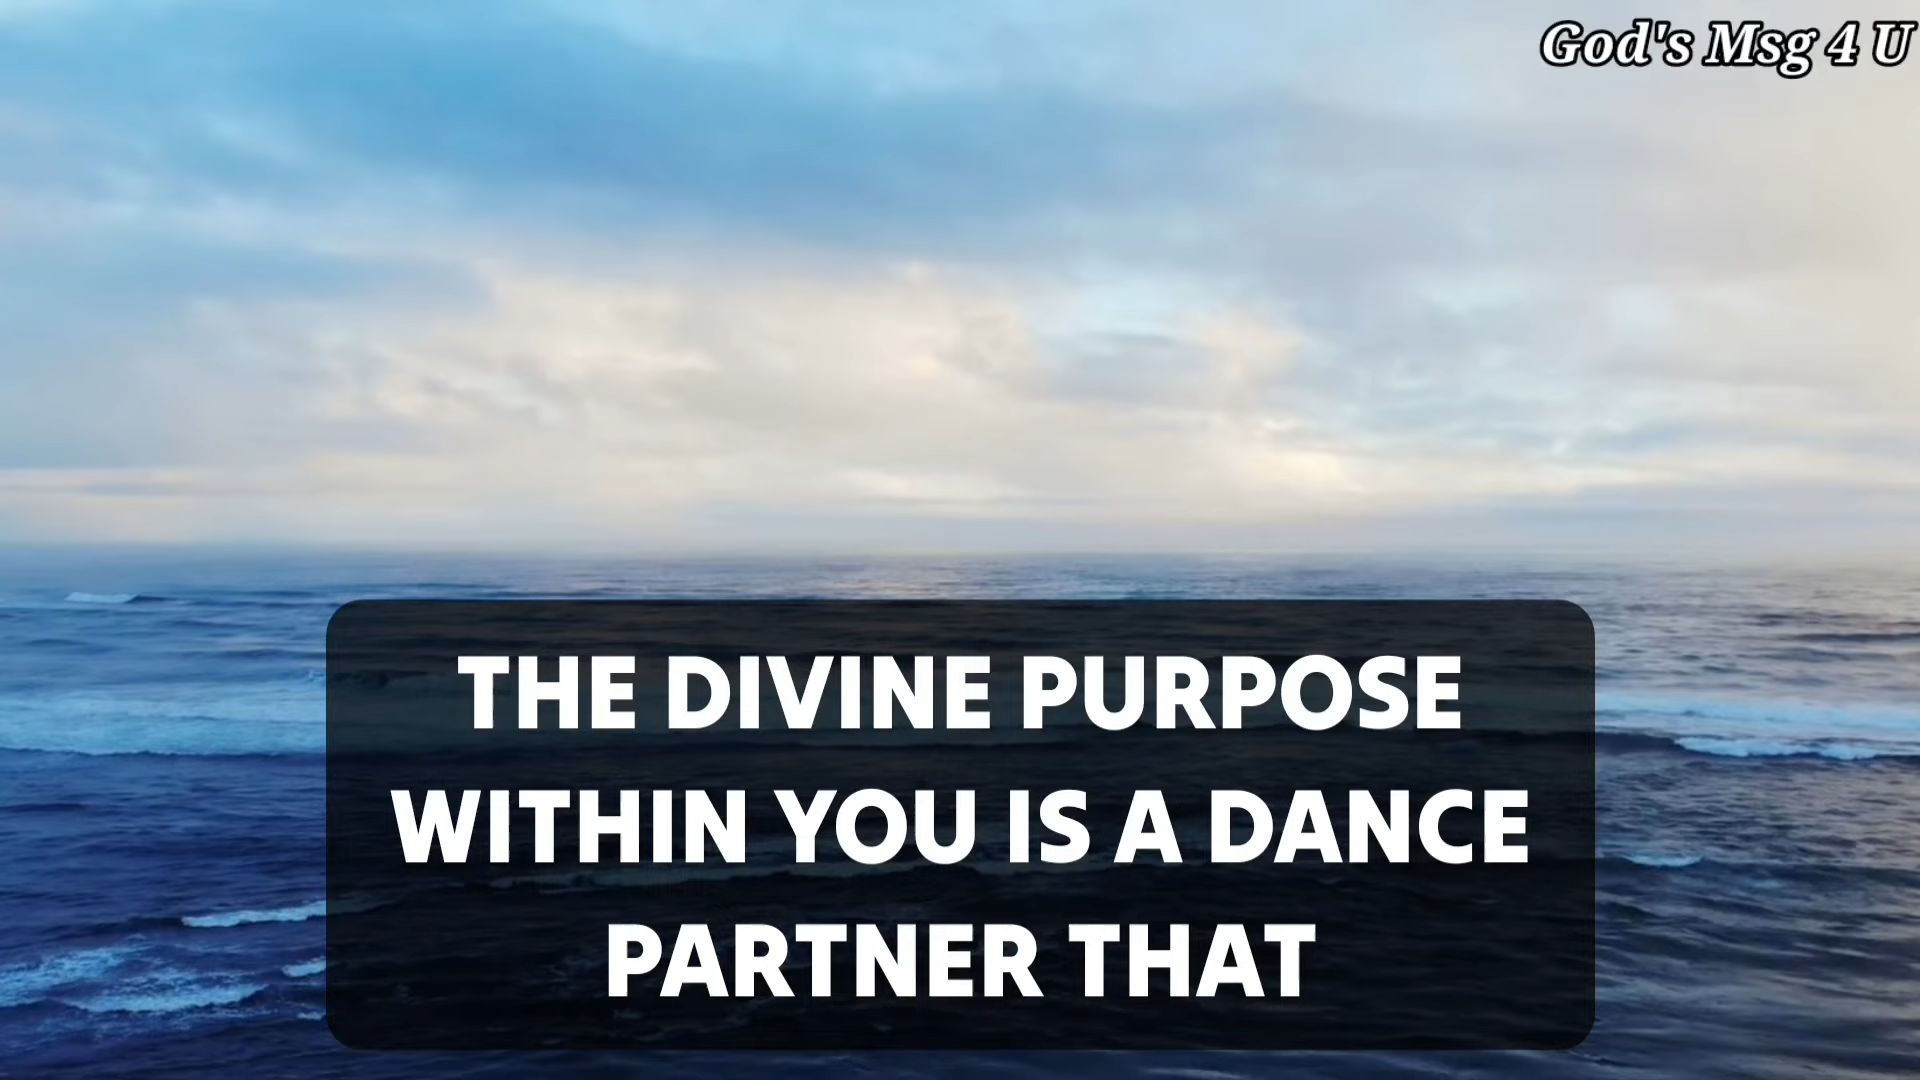 God's Msg 4 U
THE DIVINE PURPOSE
WITHIN YOU IS A DANCE
PARTNER THAT